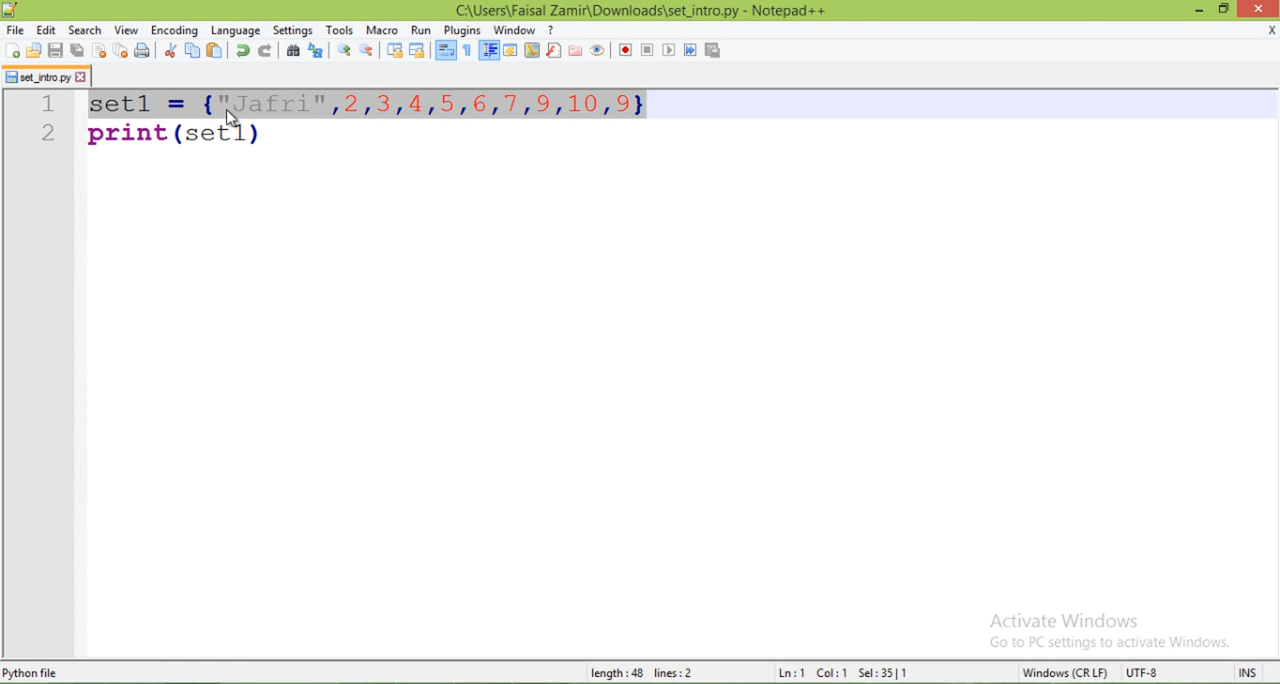 C:\Users\Faisal Zamir\Downloads\set_intro.py - Notepad++
File Edit Search View Encoding Language Settings Tools Macro Run Plugins Window ? X
set_intro.py
1 set1 = {"Jafri",2,3,4,5,6,7,9,10,9}
2 print(set1)
Activate Windows
Go to PC settings to activate Windows.
Python file length : 48 lines : 2 Ln : 1 Col : 1 Sel : 35 | 1 Windows (CR LF) UTF-8 INS